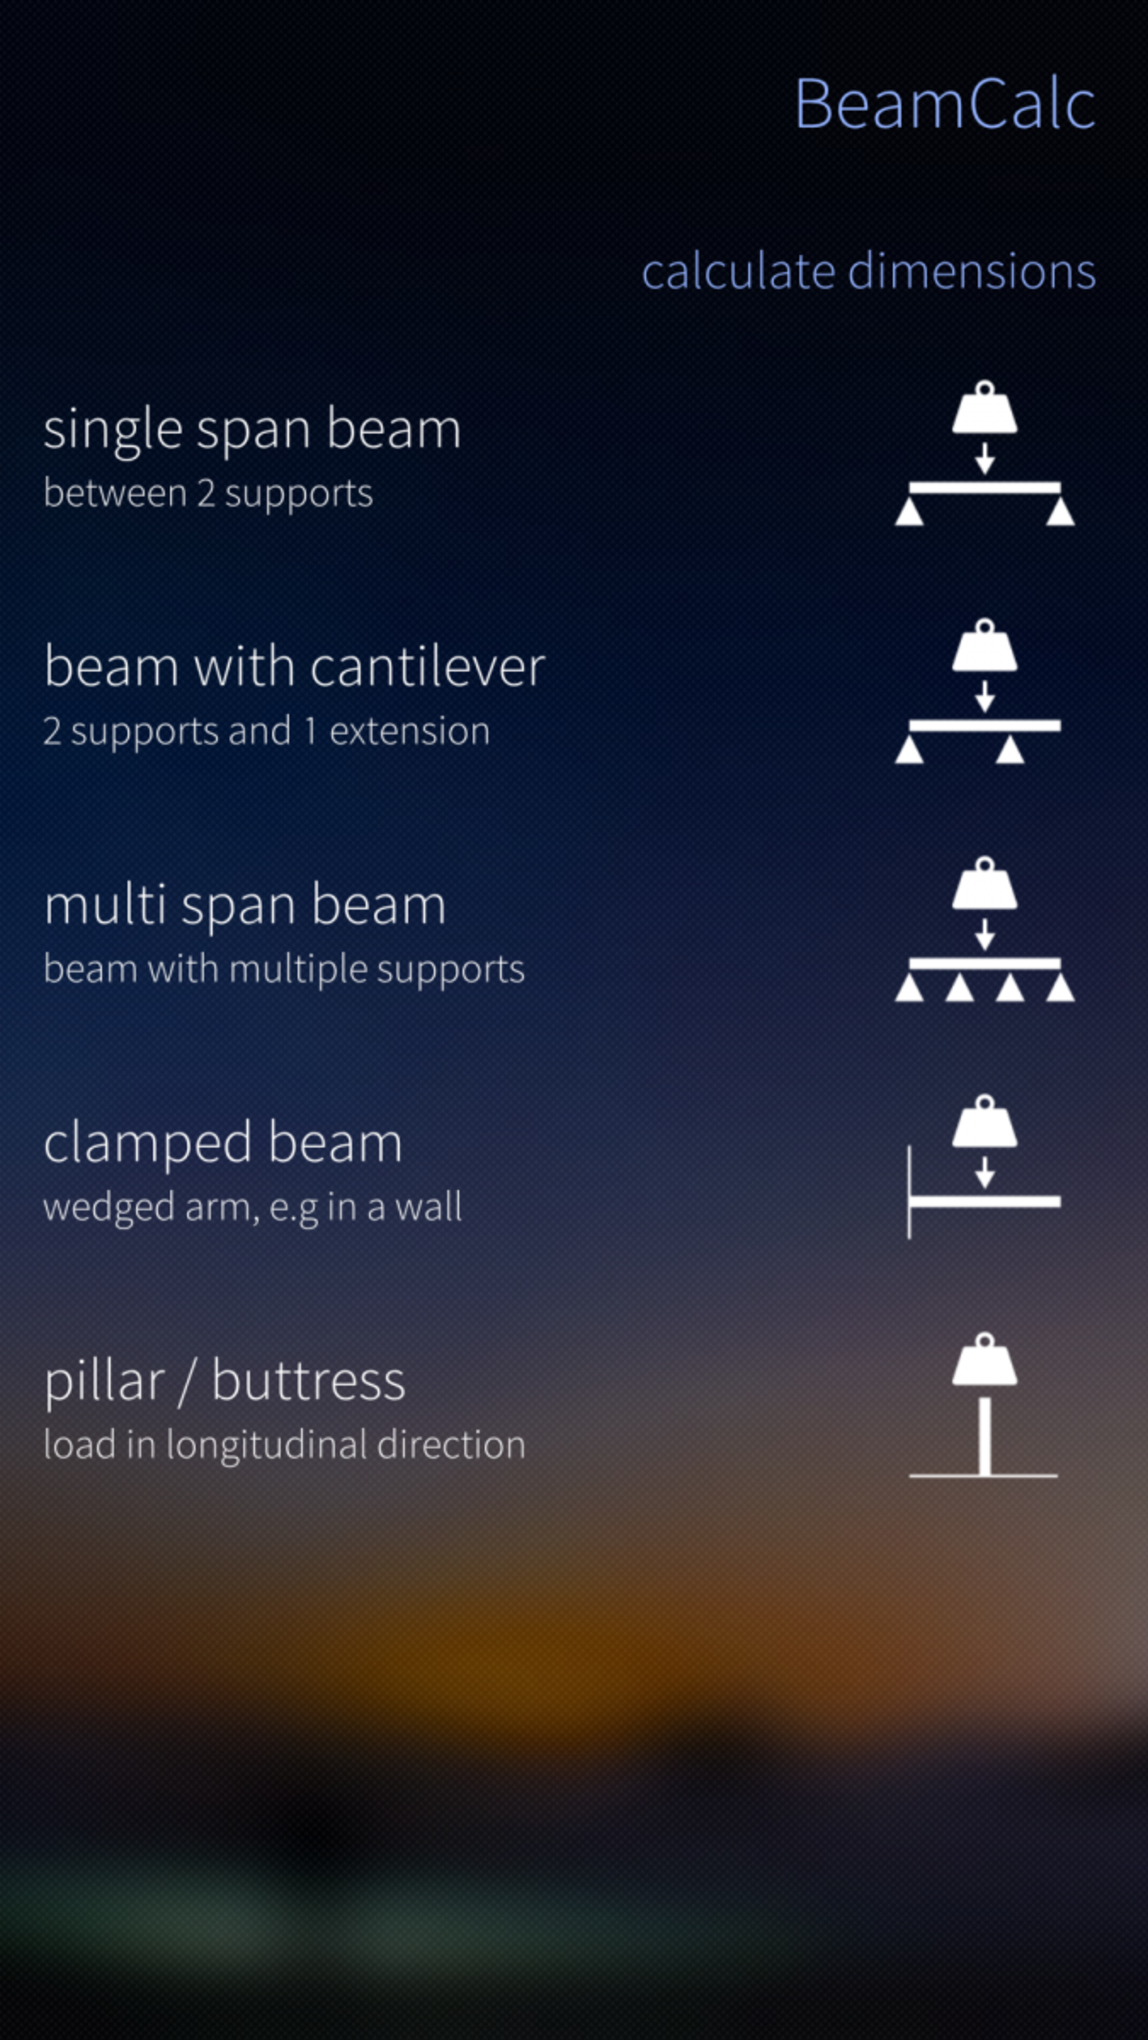 BeamCalc
calculate dimensions
single span beam
between 2 supports
beam with cantilever
2 supports and 1 extension
multi span beam
beam with multiple supports
clamped beam
wedged arm, e.g in a wall
pillar / buttress
load in longitudinal direction